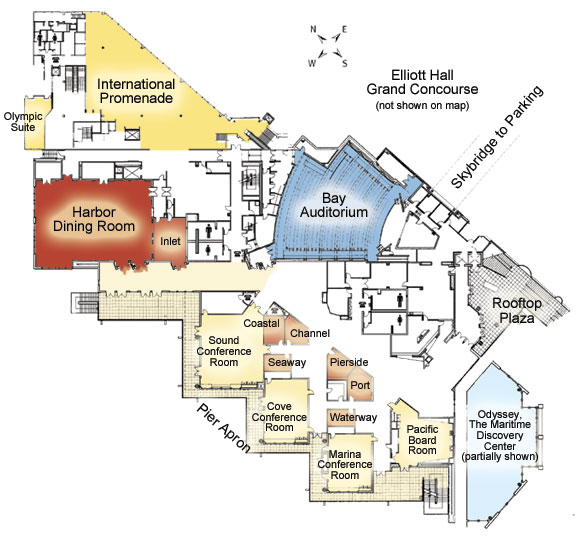 N E
W S
International
Promenade
Elliott Hall
Grand Concourse
(not shown on map)
Olympic
Suite
Skybridge to Parking
Harbor
Dining Room
Inlet
Bay
Auditorium
Rooftop
Plaza
Coastal
Channel
Sound
Conference
Room
Seaway
Pierside
Port
Cove
Conference
Room
Waterway
Pier Apron
Marina
Conference
Room
Pacific
Board
Room
Odyssey,
The Maritime
Discovery
Center
(partially shown)